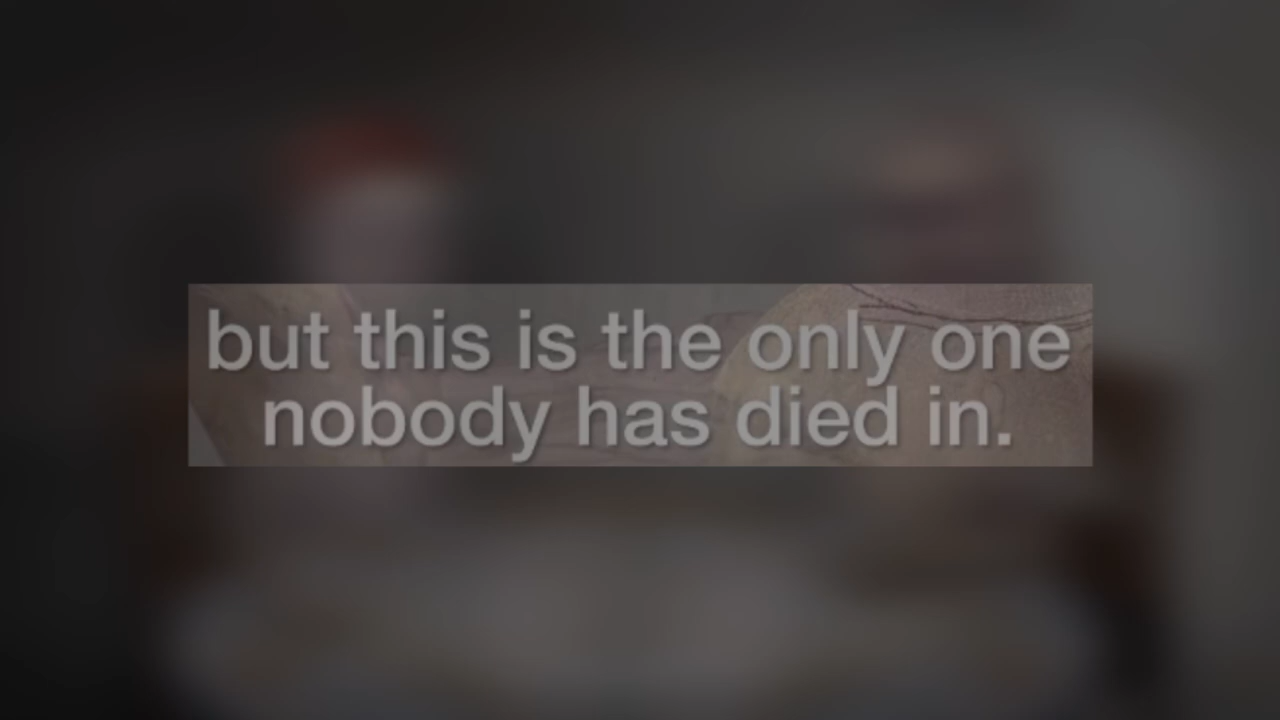 but this is the only one
nobody has died in.